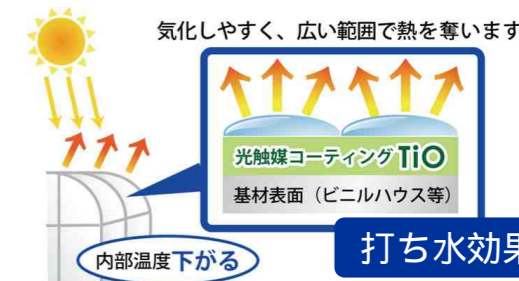 気化しやすく、広い範囲で熱を奪います
光触媒コーティングTiO
基材表面（ビニルハウス等）
打ち水効果
内部温度下がる